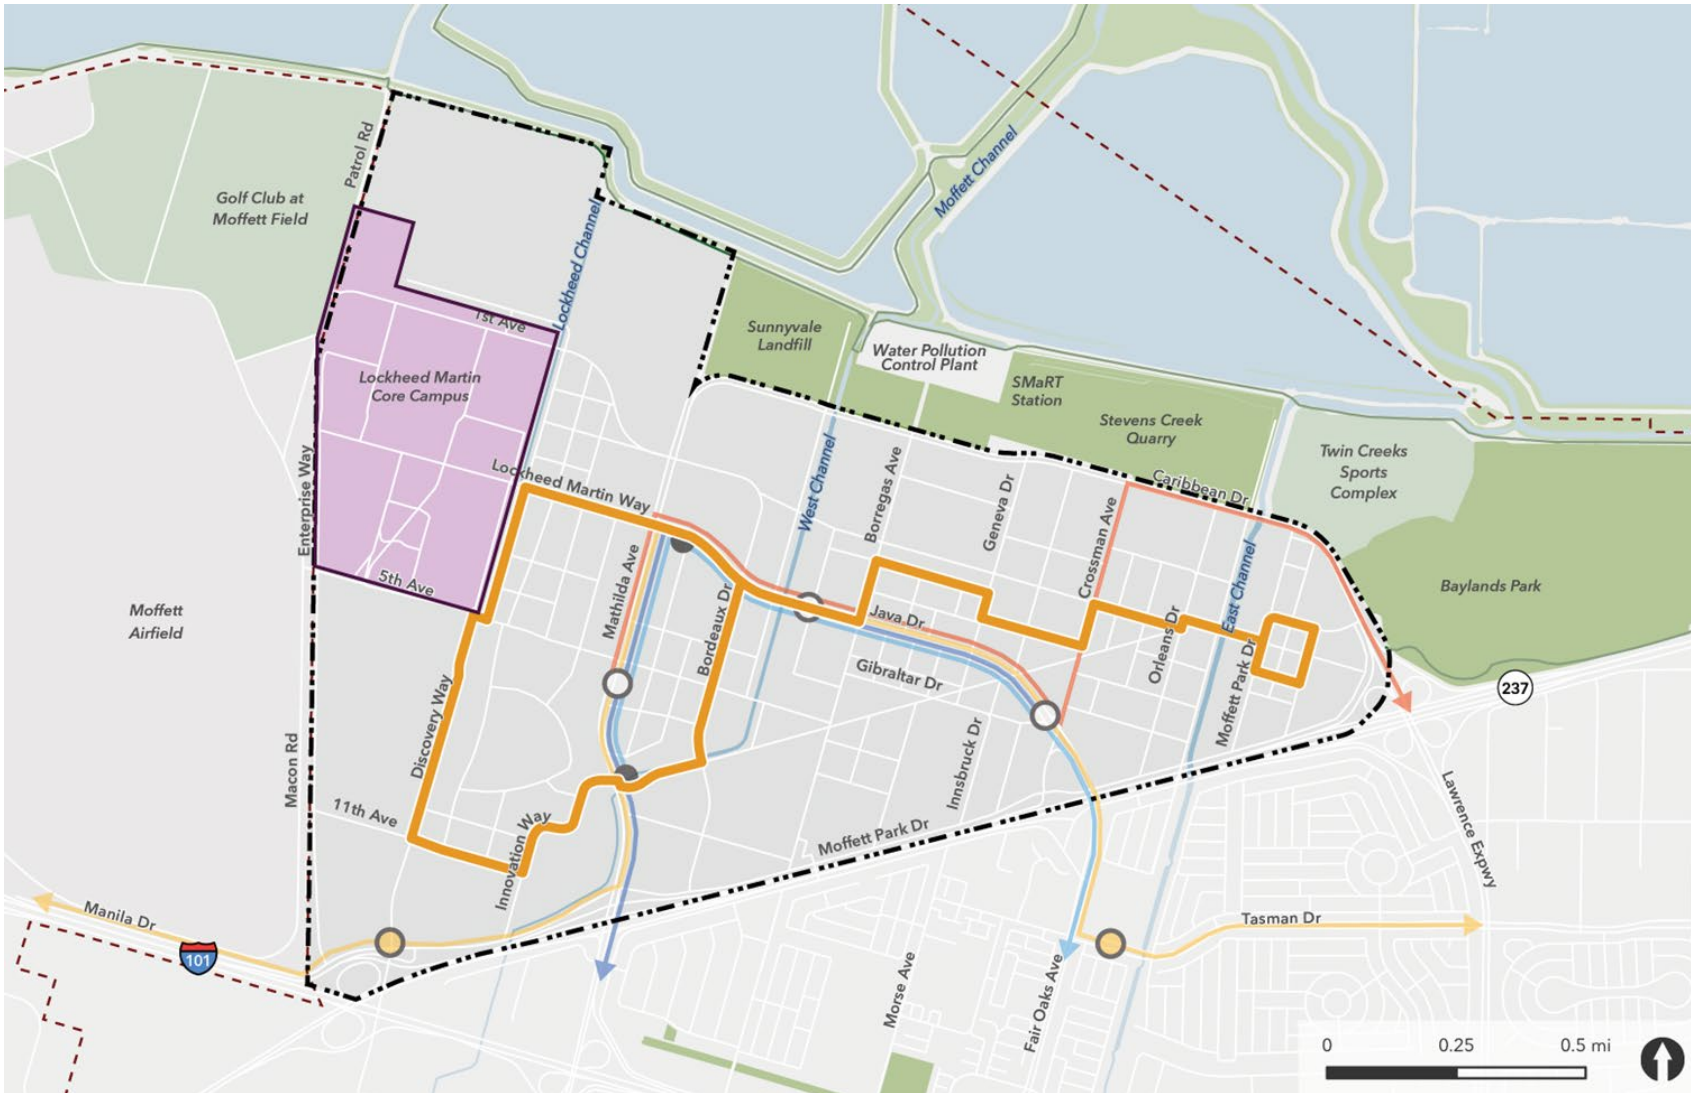 Patrol Rd
Golf Club at
Moffett Field
Lockheed Channel
Moffett Channel
1st Ave
Sunnyvale
Landfill
Water Pollution
Control Plant
SMaRT
Station
Stevens Creek
Quarry
Lockheed Martin
Core Campus
Twin Creeks
Sports
Complex
Enterprise Way
Lockheed Martin Way
West Channel
Borregas Ave
Geneva Dr
Crossman Ave
Caribbean Dr
5th Ave
Mathilda Ave
Bordeaux Dr
Java Dr
Orleans Dr
East Channel
Baylands Park
Moffett
Airfield
Gibraltar Dr
Moffett Park Dr
237
Discovery Way
Macon Rd
Innsbruck Dr
11th Ave
Innovation Way
Moffett Park Dr
Lawrence Expwy
Manila Dr
Tasman Dr
101
Morse Ave
Fair Oaks Ave
0 0.25 0.5 mi